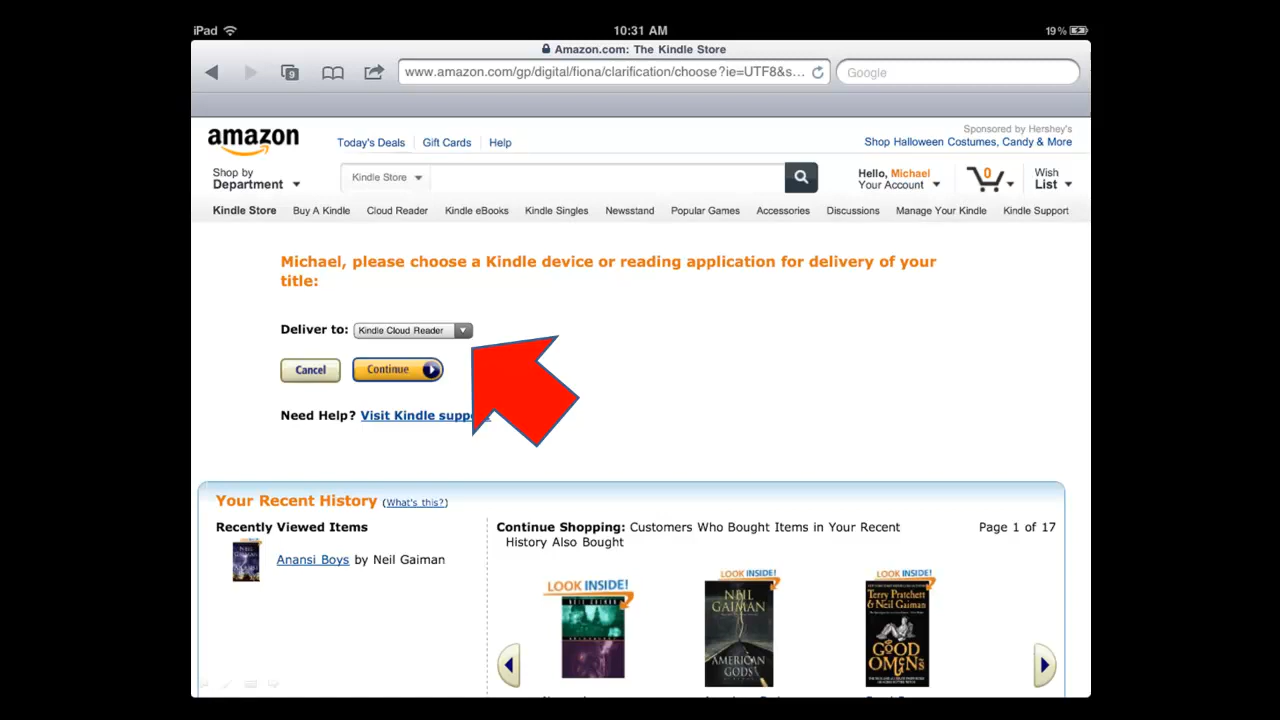 iPad 10:31 AM 19%
Amazon.com: The Kindle Store
9 www.amazon.com/gp/digital/fiona/clarification/choose?ie=UTF8&s... Google
amazon Today's Deals Gift Cards Help
Sponsored by Hershey's
Shop Halloween Costumes, Candy & More
Shop by
Department
Kindle Store
Hello, Michael
Your Account
0
Wish
List
Kindle Store Buy A Kindle Cloud Reader Kindle eBooks Kindle Singles Newsstand Popular Games Accessories Discussions Manage Your Kindle Kindle Support
Michael, please choose a Kindle device or reading application for delivery of your
title:
Deliver to: Kindle Cloud Reader
Cancel Continue
Need Help? Visit Kindle supp
Your Recent History (What's this?)
Recently Viewed Items
Anansi Boys by Neil Gaiman
Continue Shopping: Customers Who Bought Items in Your Recent
History Also Bought
Page 1 of 17
LOOK INSIDE!
NEIL GAIMAN
LOOK INSIDE!
NEIL
GAIMAN
AMERICAN
GODS
LOOK INSIDE!
Terry Pratchett
& Neil Gaiman
GOOD
OMENS